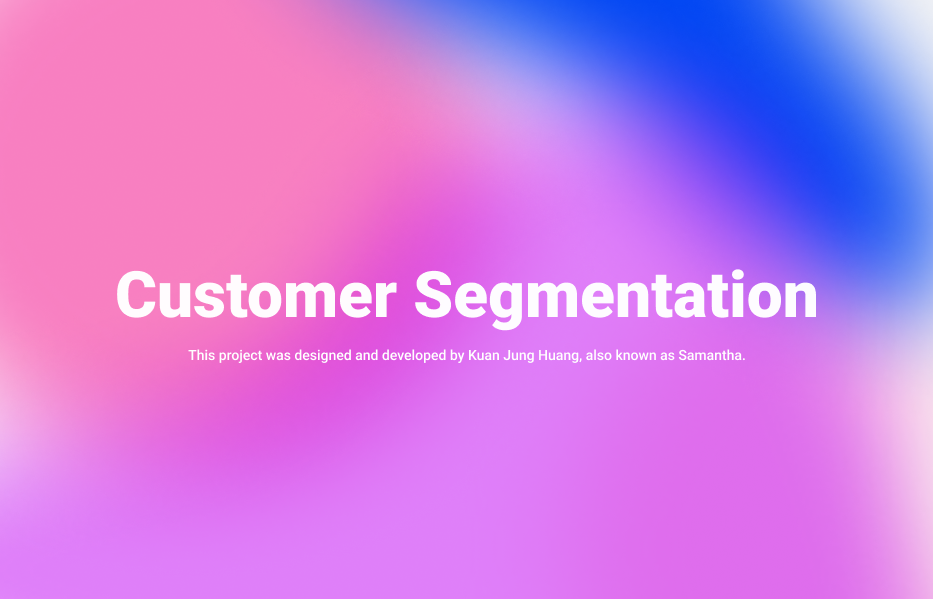 Customer Segmentation
This project was designed and developed by Kuan Jung Huang, also known as Samantha.